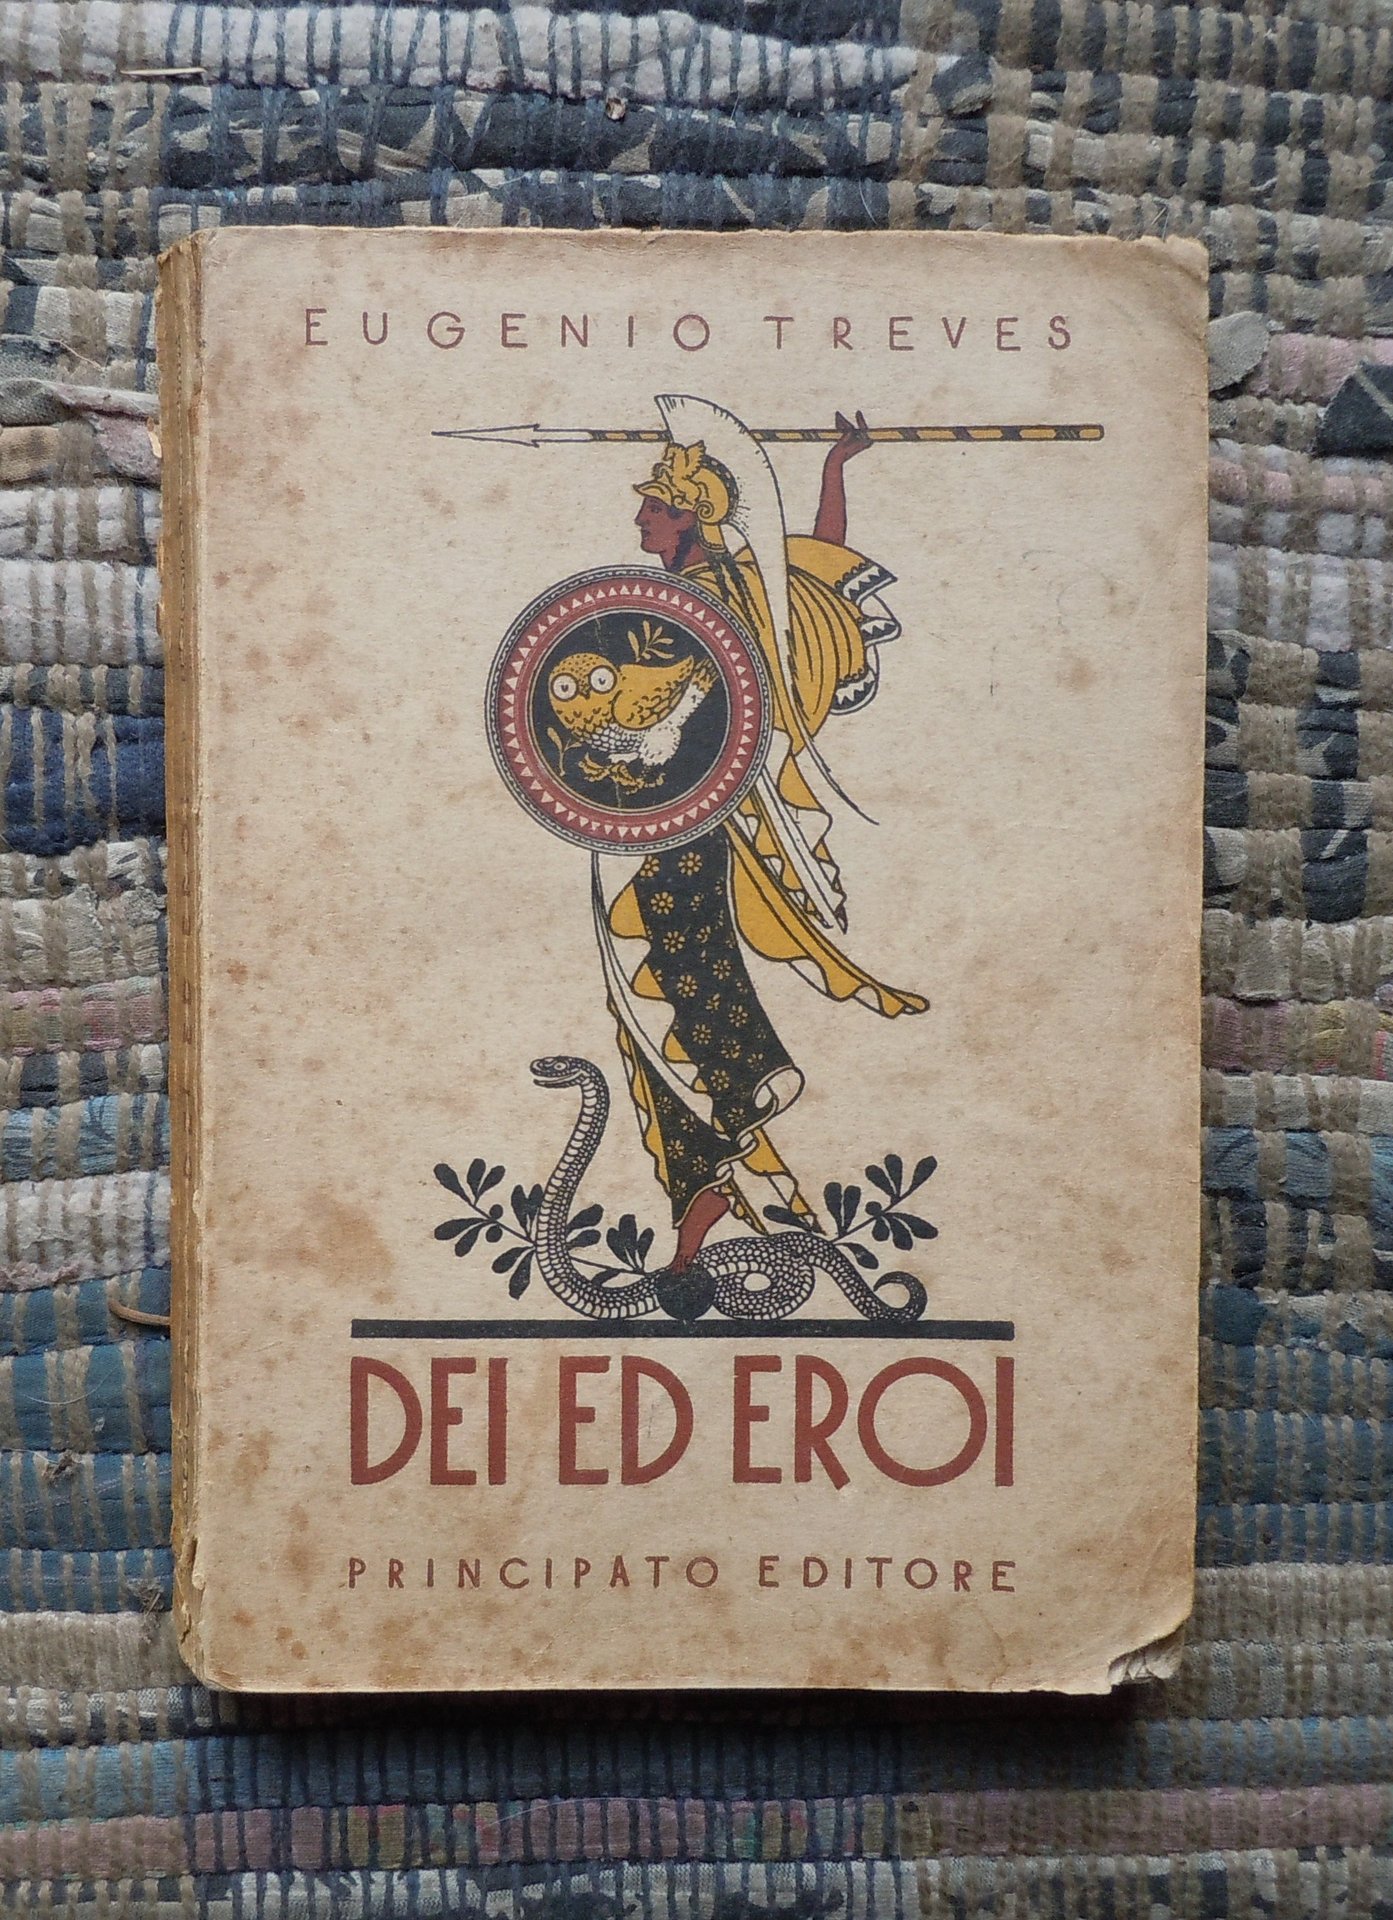 EUGENIO TREVES
DEI ED EROI
PRINCIPATO EDITORE